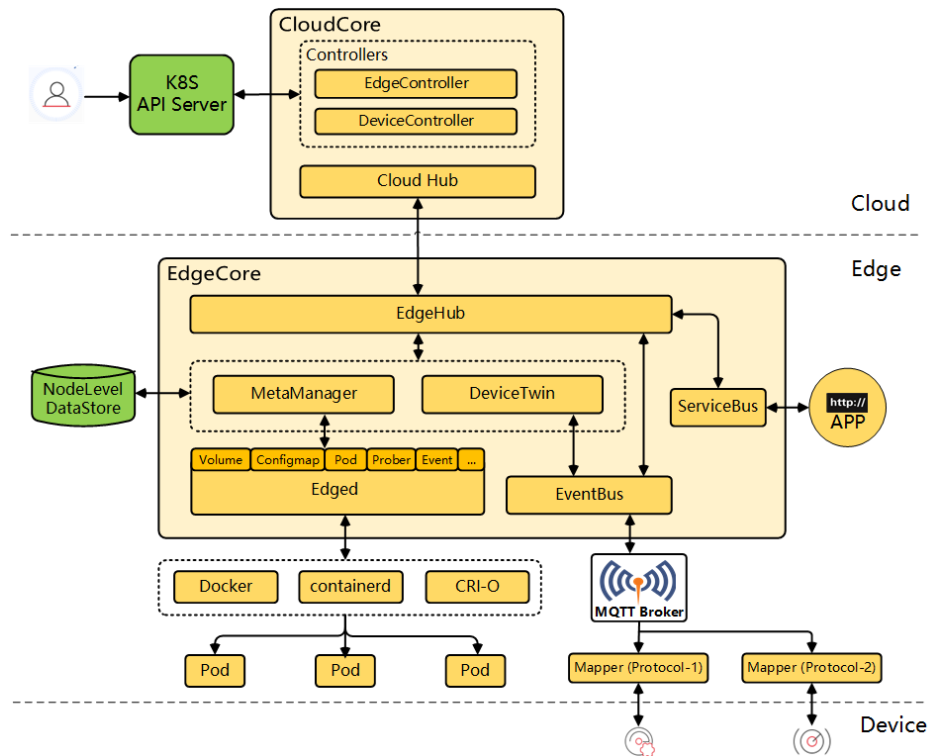 CloudCore
Controllers
K8S
API Server
EdgeController
DeviceController
Cloud Hub
Cloud
EdgeCore
Edge
EdgeHub
NodeLevel
DataStore
MetaManager
DeviceTwin
ServiceBus
http://
APP
Volume
Configmap
Pod
Prober
Event
...
Edged
EventBus
Docker
containerd
CRI-O
MQTT Broker
Pod
Pod
Pod
Mapper (Protocol-1)
Mapper (Protocol-2)
Device